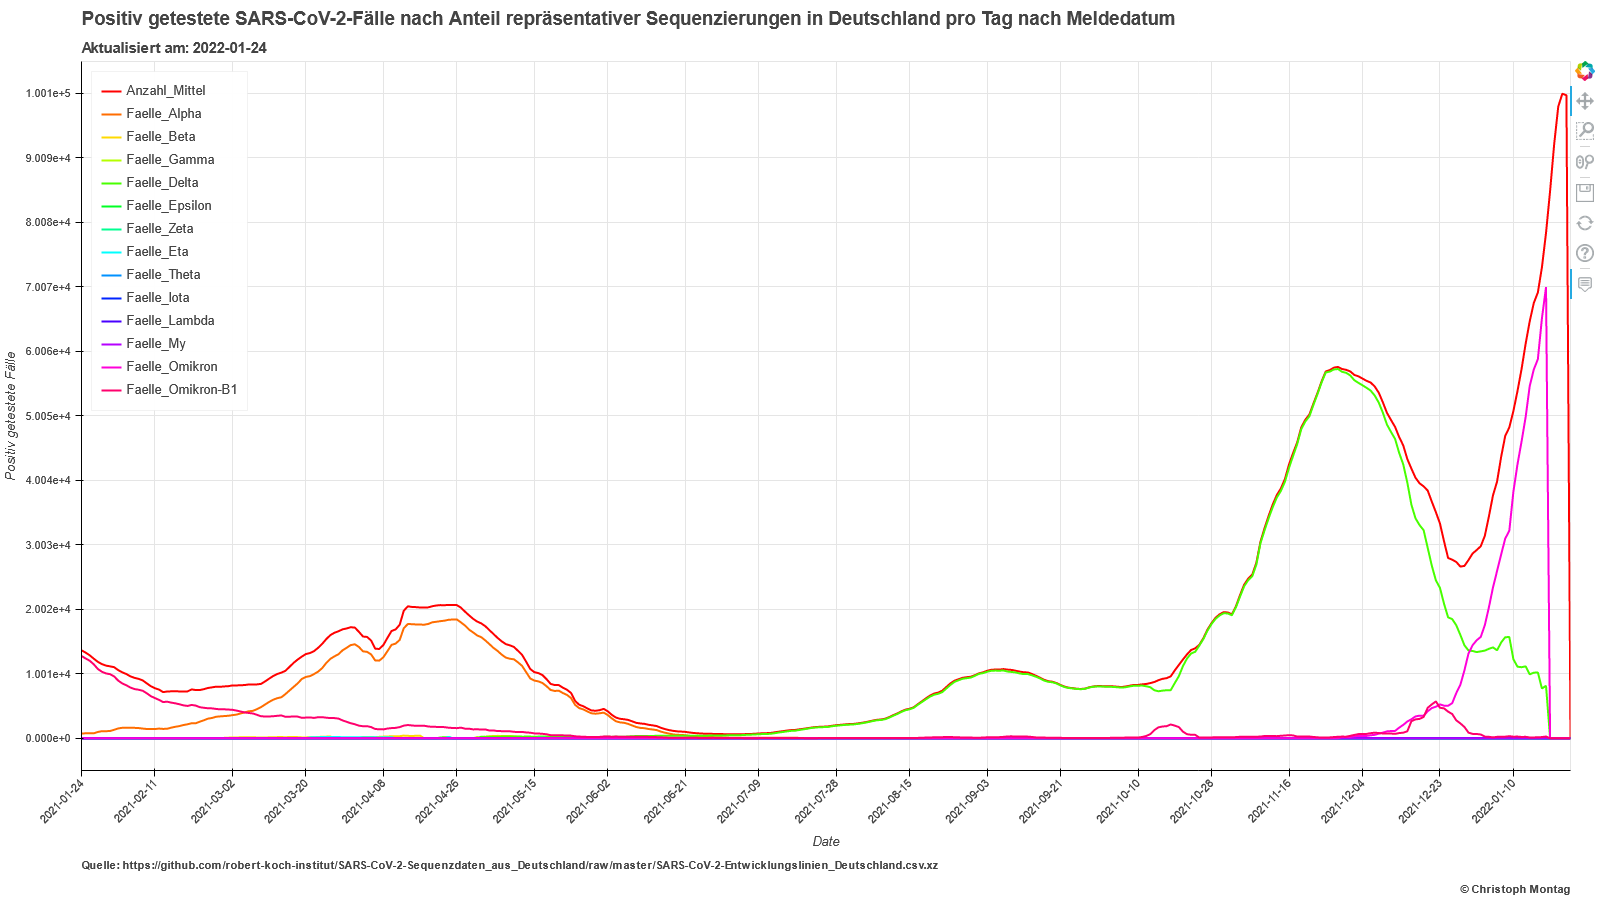 Positiv getestete SARS-CoV-2-Fälle nach Anteil repräsentativer Sequenzierungen in Deutschland pro Tag nach Meldedatum
Aktualisiert am: 2022-01-24
Anzahl_Mittel
Faelle_Alpha
Faelle_Beta
Faelle_Gamma
Faelle_Delta
Faelle_Epsilon
Faelle_Zeta
Faelle_Eta
Faelle_Theta
Faelle_Iota
Faelle_Lambda
Faelle_My
Faelle_Omikron
Faelle_Omikron-B1
1.001e+5
9.009e+4
8.008e+4
7.007e+4
6.006e+4
5.005e+4
4.004e+4
3.003e+4
2.002e+4
1.001e+4
0.000e+0
Positiv getestete Fälle
2021-01-24
2021-02-11
2021-03-02
2021-03-20
2021-04-08
2021-04-26
2021-05-15
2021-06-02
2021-06-21
2021-07-09
2021-07-28
2021-08-15
2021-09-03
2021-09-21
2021-10-10
2021-10-28
2021-11-16
2021-12-04
2021-12-23
2022-01-10
Date
Quelle: https://github.com/robert-koch-institut/SARS-CoV-2-Sequenzdaten_aus_Deutschland/raw/master/SARS-CoV-2-Entwicklungslinien_Deutschland.csv.xz
© Christoph Montag